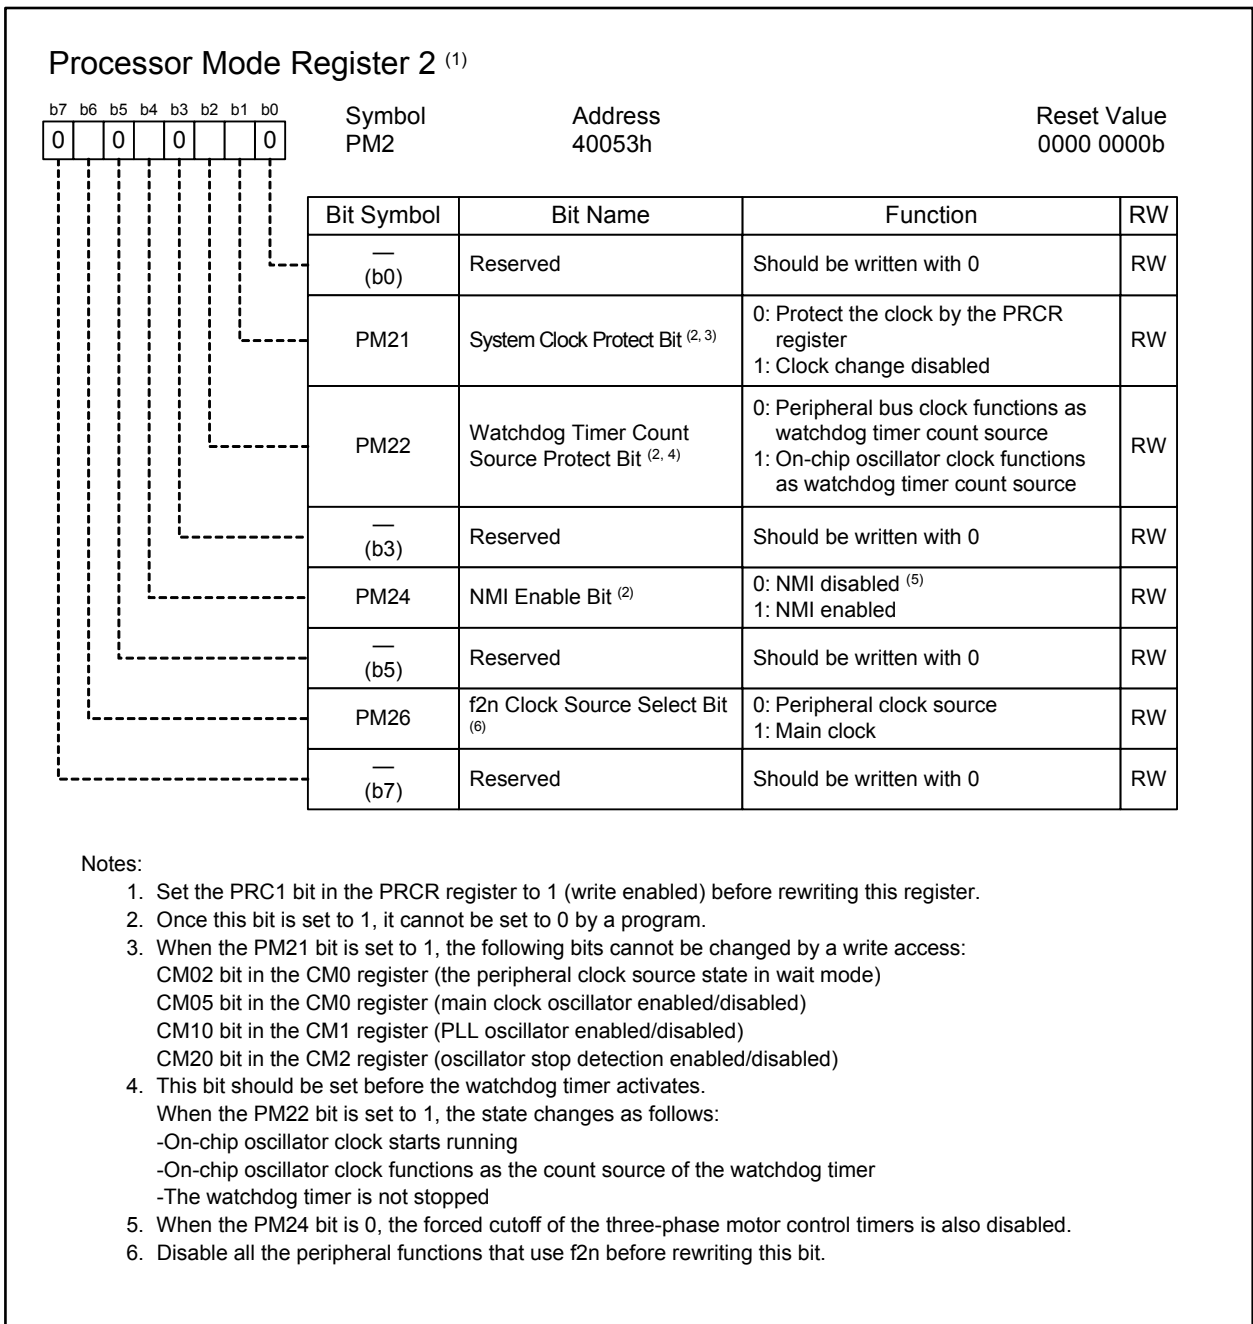 Processor Mode Register 2 (1)
b7 b6 b5 b4 b3 b2 b1 b0
0 0 0 0
Symbol Address Reset Value
PM2 40053h 0000 0000b
Bit Symbol Bit Name Function RW
—
(b0) Reserved Should be written with 0 RW
0: Protect the clock by the PRCR
register
1: Clock change disabled
PM21 System Clock Protect Bit (2, 3) RW
PM22 Watchdog Timer Count
Source Protect Bit (2, 4)
0: Peripheral bus clock functions as
watchdog timer count source
1: On-chip oscillator clock functions
as watchdog timer count source
RW
—
(b3) Reserved Should be written with 0 RW
PM24 NMI Enable Bit (2)
0: NMI disabled (5)
1: NMI enabled
RW
—
(b5) Reserved Should be written with 0 RW
PM26 f2n Clock Source Select Bit
(6)
0: Peripheral clock source
1: Main clock
RW
—
(b7) Reserved Should be written with 0 RW
Notes:
1. Set the PRC1 bit in the PRCR register to 1 (write enabled) before rewriting this register.
2. Once this bit is set to 1, it cannot be set to 0 by a program.
3. When the PM21 bit is set to 1, the following bits cannot be changed by a write access:
CM02 bit in the CM0 register (the peripheral clock source state in wait mode)
CM05 bit in the CM0 register (main clock oscillator enabled/disabled)
CM10 bit in the CM1 register (PLL oscillator enabled/disabled)
CM20 bit in the CM2 register (oscillator stop detection enabled/disabled)
4. This bit should be set before the watchdog timer activates.
When the PM22 bit is set to 1, the state changes as follows:
-On-chip oscillator clock starts running
-On-chip oscillator clock functions as the count source of the watchdog timer
-The watchdog timer is not stopped
5. When the PM24 bit is 0, the forced cutoff of the three-phase motor control timers is also disabled.
6. Disable all the peripheral functions that use f2n before rewriting this bit.